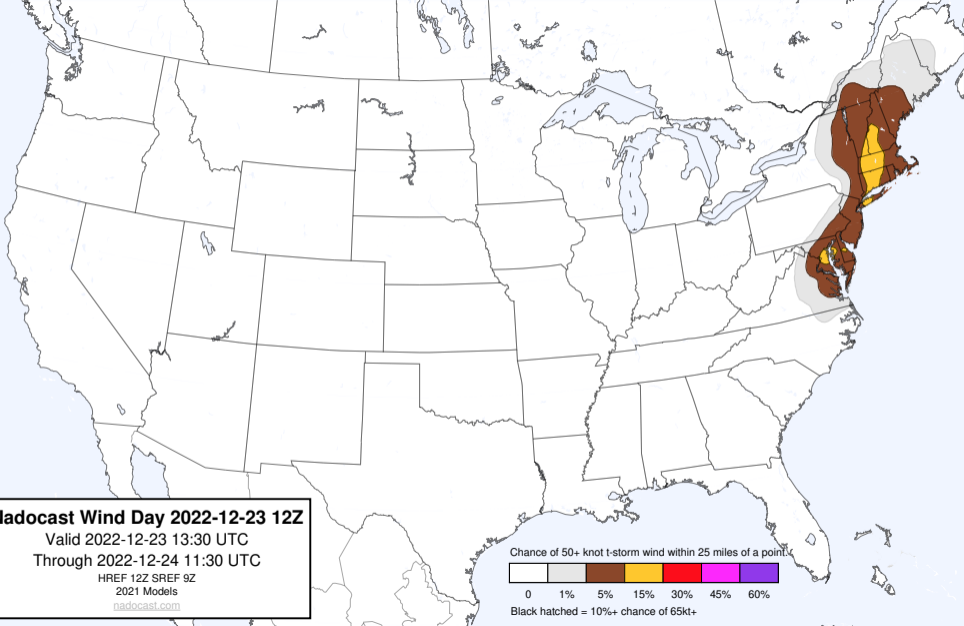 adocast Wind Day 2022-12-23 12Z
Valid 2022-12-23 13:30 UTC
Through 2022-12-24 11:30 UTC
HREF 12Z SREF 9Z
2021 Models
nadocast.com
Chance of 50+ knot t-storm wind within 25 miles of a point.
0 1% 5% 15% 30% 45% 60%
Black hatched = 10%+ chance of 65kt+